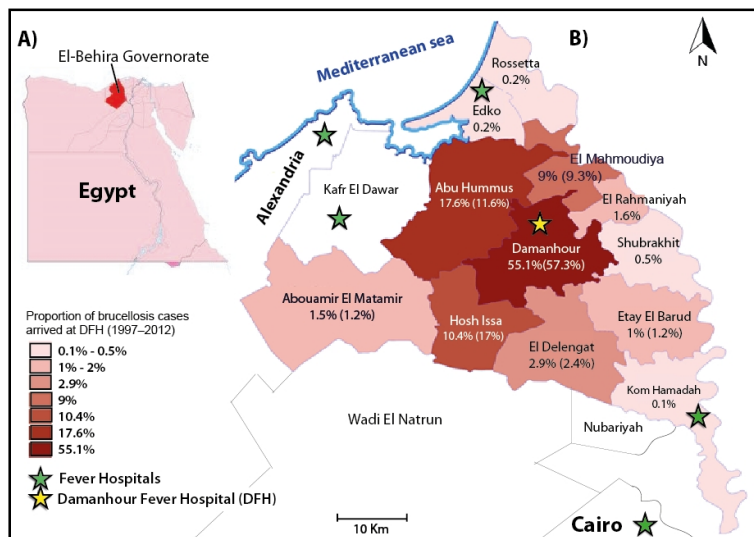 A)
El-Behira Governorate
Egypt
Mediterranean sea
B)
N
Rossetta
0.2%
Edko
0.2%
Alexandria
Kafr El Dawar
Abu Hummus
17.6% (11.6%)
El Mahmoudiya
9% (9.3%)
El Rahmaniyah
1.6%
Damanhour
55.1%(57.3%)
Shubrakhit
0.5%
Abouamir El Matamir
1.5% (1.2%)
Hosh Issa
10.4% (17%)
El Delengat
2.9% (2.4%)
Etay El Barud
1% (1.2%)
Kom Hamadah
0.1%
Wadi El Natrun
Nubariyah
Cairo
10 Km
Proportion of brucellosis cases
arrived at DFH (1997–2012)
0.1% - 0.5%
1% - 2%
2.9%
9%
10.4%
17.6%
55.1%
Fever Hospitals
Damanhour Fever Hospital (DFH)